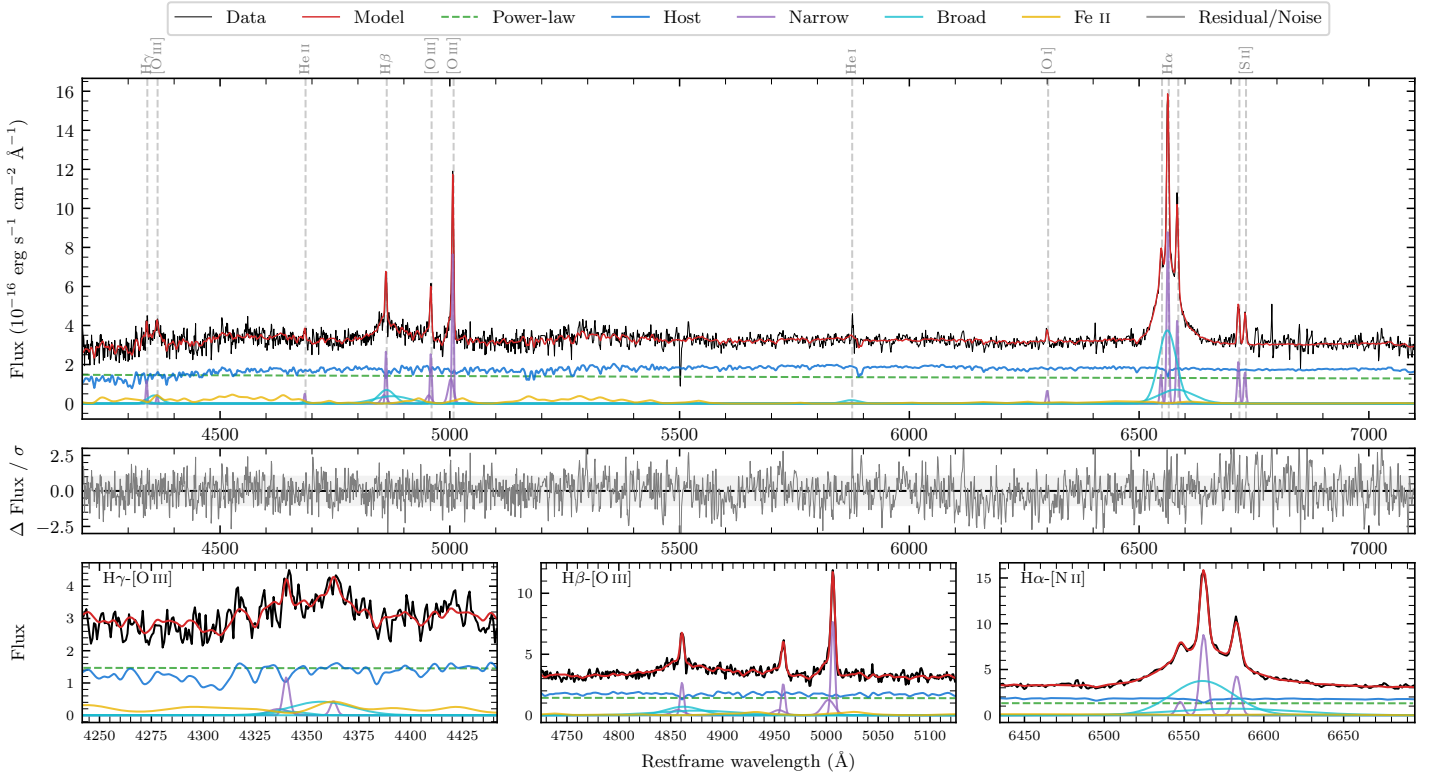 Data Model Power-law Host Narrow Broad Fe II Residual/Noise
Hγ [O III] He II Hβ [O III] [O III] He I [O I] Hα [S II]
Flux (10⁻¹⁶ erg s⁻¹ cm⁻² Å⁻¹)
16
14
12
10
8
6
4
2
0
4500 5000 5500 6000 6500 7000
Δ Flux / σ
2.5
0.0
−2.5
4500 5000 5500 6000 6500 7000
Flux
Hγ-[O III]
4
3
2
1
0
4250 4275 4300 4325 4350 4375 4400 4425
Hβ-[O III]
10
5
0
4750 4800 4850 4900 4950 5000 5050 5100
Hα-[N II]
15
10
5
0
6450 6500 6550 6600 6650
Restframe wavelength (Å)